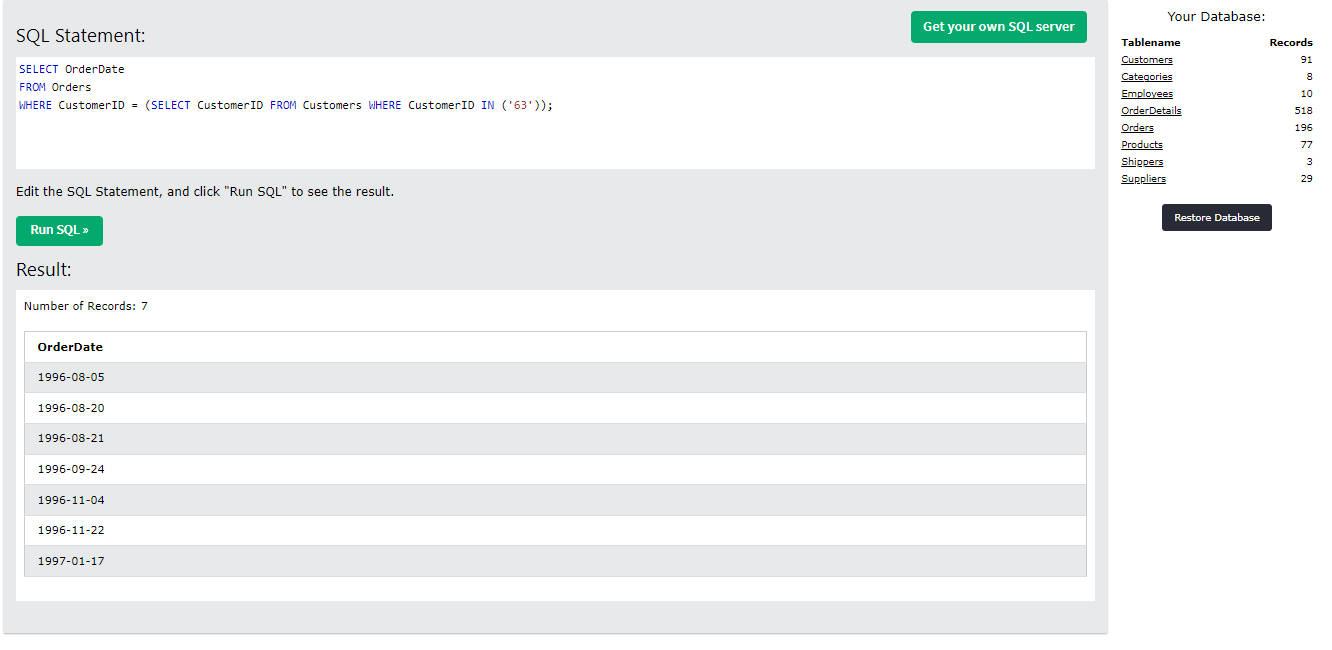 SQL Statement:
Get your own SQL server
SELECT OrderDate
FROM Orders
WHERE CustomerID = (SELECT CustomerID FROM Customers WHERE CustomerID IN ('63'));
Edit the SQL Statement, and click "Run SQL" to see the result.
Run SQL »
Result:
Number of Records: 7
OrderDate
1996-08-05
1996-08-20
1996-08-21
1996-09-24
1996-11-04
1996-11-22
1997-01-17
Your Database:
Tablename Records
Customers 91
Categories 8
Employees 10
OrderDetails 518
Orders 196
Products 77
Shippers 3
Suppliers 29
Restore Database